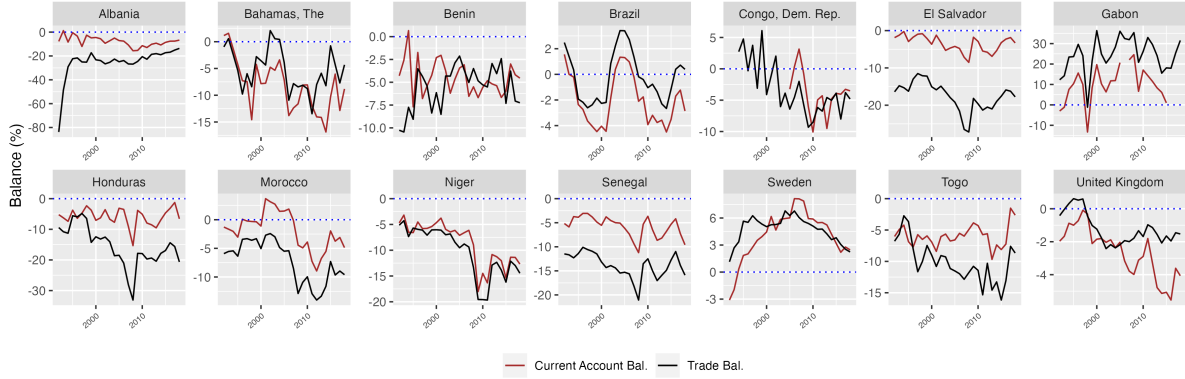 Albania Bahamas, The Benin Brazil Congo, Dem. Rep. El Salvador Gabon
0 -20 -40 -60 -80
0 -5 -10 -15
0.0 -2.5 -5.0 -7.5 -10.0
2 0 -2 -4
5 0 -5 -10
0 -10 -20
30 20 10 0 -10
2000 2010 2000 2010 2000 2010 2000 2010 2000 2010 2000 2010 2000 2010
Balance (%)
Honduras Morocco Niger Senegal Sweden Togo United Kingdom
0 -10 -20 -30
0 -5 -10
0 -5 -10 -15 -20
0 -5 -10 -15 -20
6 3 0 -3
0 -5 -10 -15
0 -2 -4
2000 2010 2000 2010 2000 2010 2000 2010 2000 2010 2000 2010 2000 2010
Current Account Bal. Trade Bal.